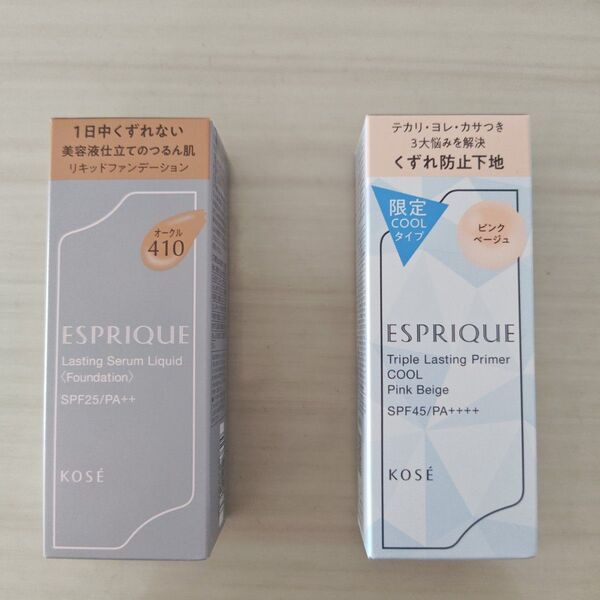 1日中くずれない
美容液仕立てのつるん肌
リキッドファンデーション
オークル
410
ESPRIQUE
Lasting Serum Liquid
〈Foundation〉
SPF25/PA++
KOSÉ
テカリ・ヨレ・カサつき
3大悩みを解決
くずれ防止下地
限定
COOL
タイプ
ピンク
ベージュ
ESPRIQUE
Triple Lasting Primer
COOL
Pink Beige
SPF45/PA++++
KOSÉ